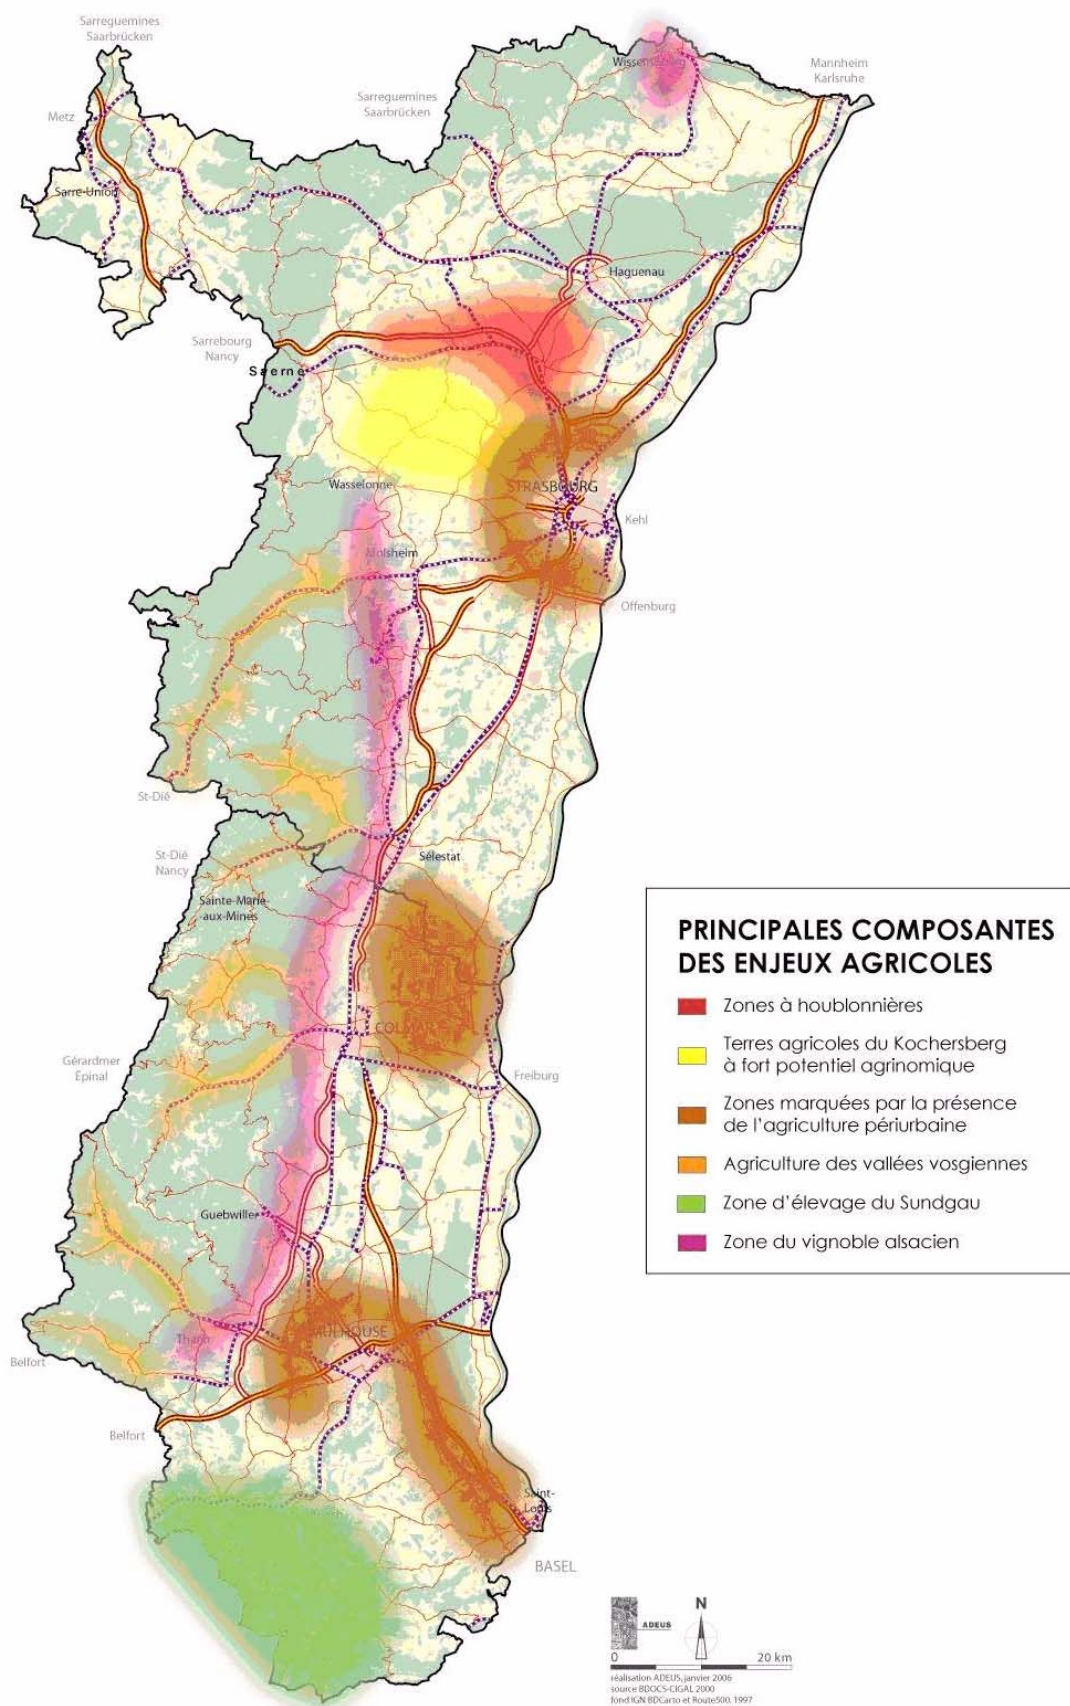 Sarreguemines
Saarbrücken
Wissembourg
Mannheim
Karlsruhe
Sarreguemines
Saarbrücken
Metz
Sarre-Union
Haguenau
Sarrebourg
Nancy
Saerne
Wasselonne
STRASBOURG
Kehl
Molsheim
Offenburg
St-Dié
St-Dié
Nancy
Sélestat
Sainte-Marie-
aux-Mines
PRINCIPALES COMPOSANTES
DES ENJEUX AGRICOLES
Zones à houblonnières
Terres agricoles du Kochersberg
à fort potentiel agrinomique
Zones marquées par la présence
de l'agriculture périurbaine
Agriculture des vallées vosgiennes
Zone d'élevage du Sundgau
Zone du vignoble alsacien
COLMAR
Gérardmer
Epinal
Freiburg
Guebwiller
MULHOUSE
Thann
Belfort
Belfort
Saint-
Louis
BASEL
ADEUS
N
0
20 km
réalisation ADEUS, janvier 2006
source BDOCS-CIGAL 2000
fond IGN BDCarto et Route500, 1997